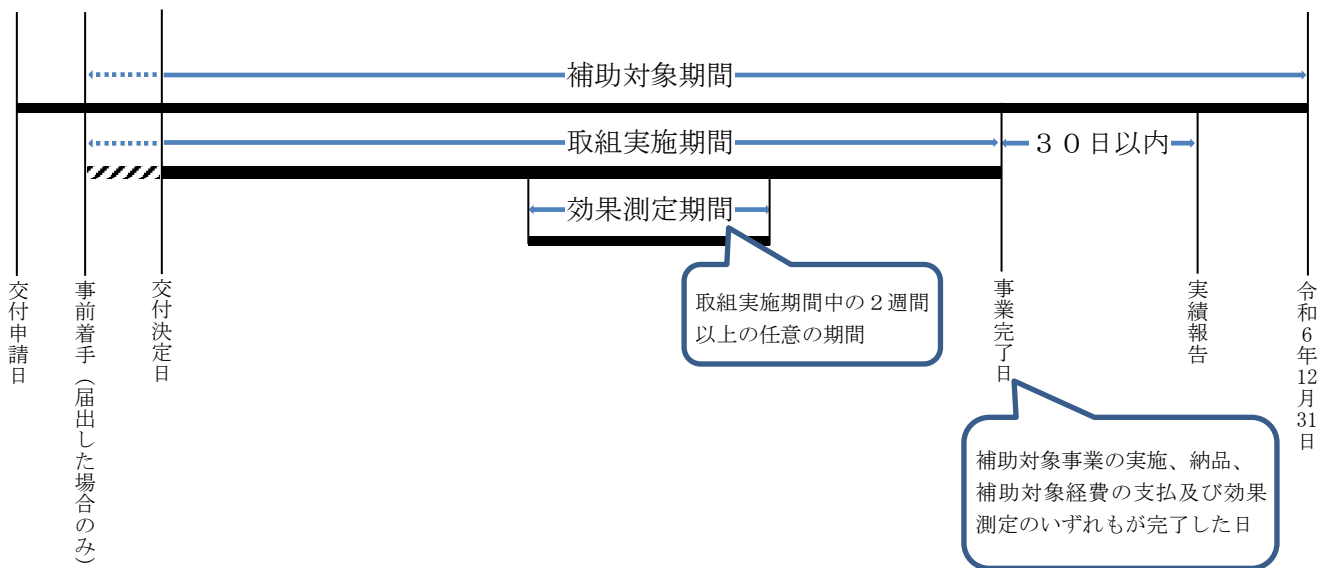 補助対象期間
取組実施期間
３０日以内
効果測定期間
取組実施期間中の２週間
以上の任意の期間
交付申請日
事前着手（届出した場合のみ）
交付決定日
事業完了日
実績報告
令和６年12月31日
補助対象事業の実施、納品、
補助対象経費の支払及び効果
測定のいずれもが完了した日